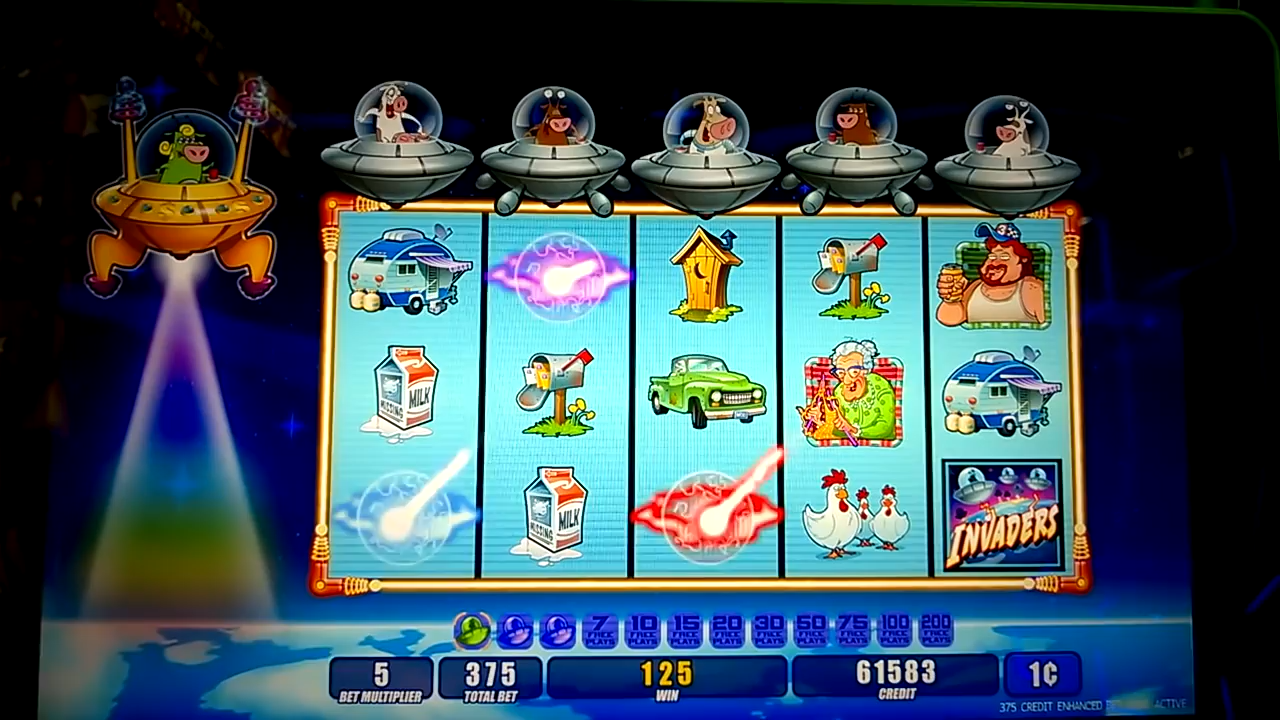 MISSING
MILK
MISSING
MILK
INVADERS
7 FREE PLAYS
10 FREE PLAYS
15 FREE PLAYS
20 FREE PLAYS
30 FREE PLAYS
50 FREE PLAYS
75 FREE PLAYS
100 FREE PLAYS
200 FREE PLAYS
5
BET MULTIPLIER
375
TOTAL BET
125
WIN
61583
CREDIT
1¢
375 CREDIT ENHANCED
ACTIVE